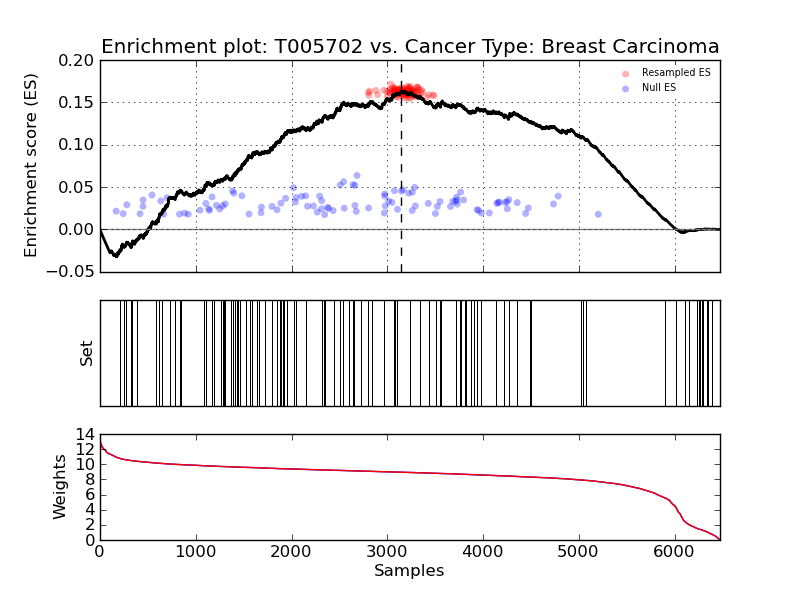 Enrichment plot: T005702 vs. Cancer Type: Breast Carcinoma
Enrichment score (ES)
0.20
0.15
0.10
0.05
0.00
−0.05
Resampled ES
Null ES
Set
Weights
14
12
10
8
6
4
2
0
0 1000 2000 3000 4000 5000 6000
Samples